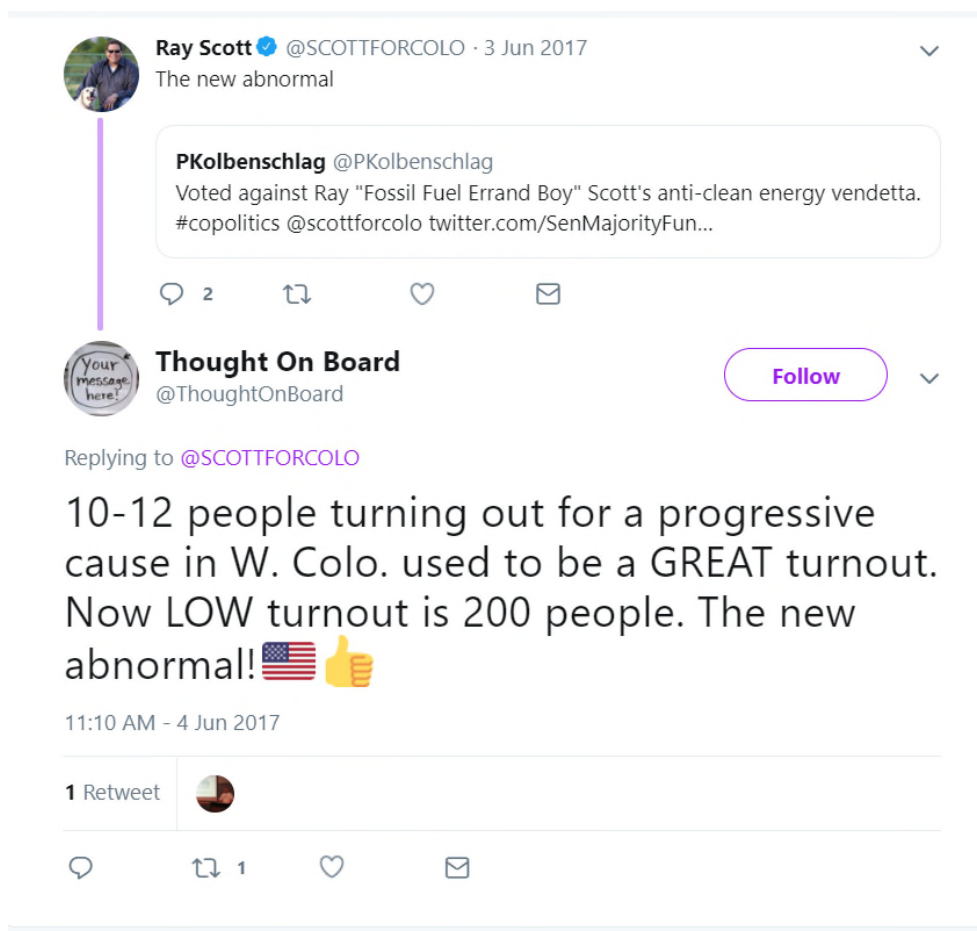 Ray Scott @SCOTTFORCOLO · 3 Jun 2017
The new abnormal
PKolbenschlag @PKolbenschlag
Voted against Ray "Fossil Fuel Errand Boy" Scott's anti-clean energy vendetta.
#copolitics @scottforcolo twitter.com/SenMajorityFun...
2
Your
message
here!
Thought On Board
@ThoughtOnBoard
Follow
Replying to @SCOTTFORCOLO
10-12 people turning out for a progressive
cause in W. Colo. used to be a GREAT turnout.
Now LOW turnout is 200 people. The new
abnormal!🇺🇸👍
11:10 AM - 4 Jun 2017
1 Retweet
1